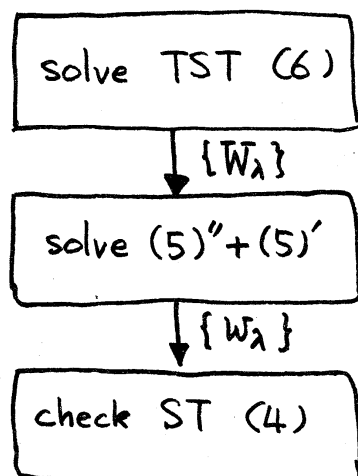 solve TST (6)
{W̅λ}
solve (5)"+(5)'
{Wλ}
check ST (4)